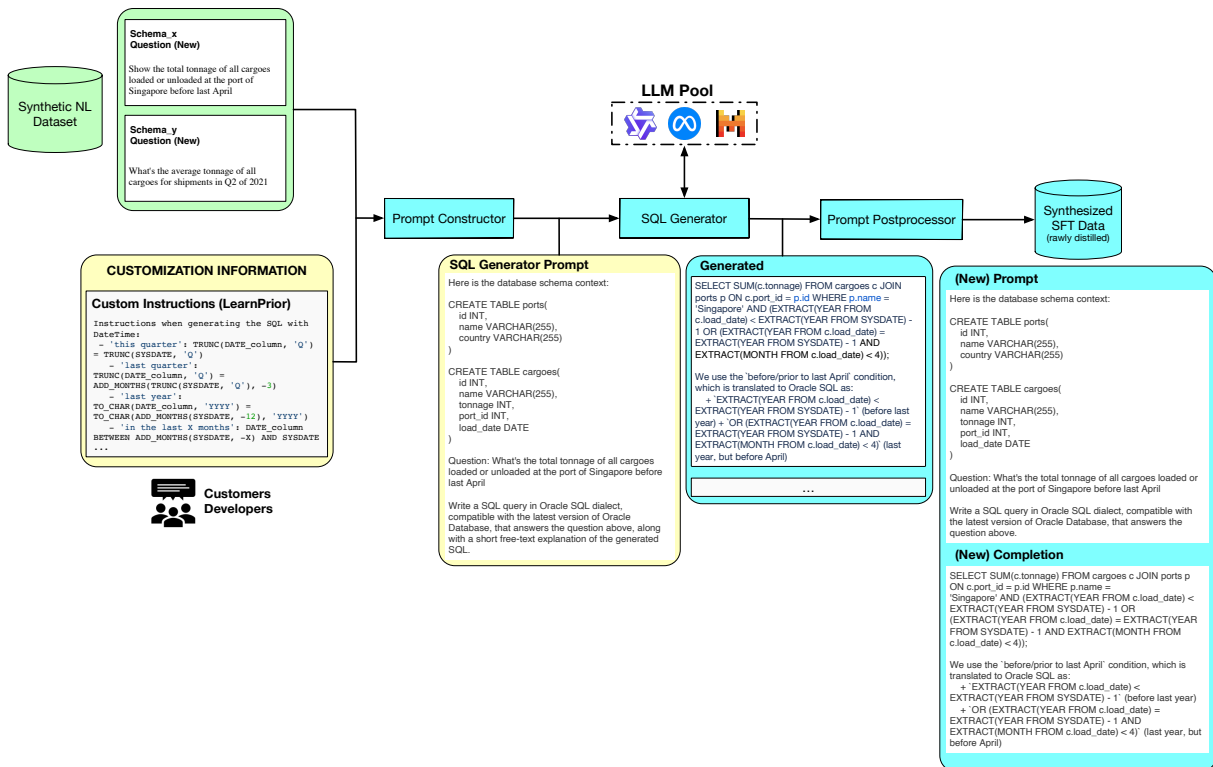 Schema_x
Question (New)
Show the total tonnage of all cargoes
loaded or unloaded at the port of
Singapore before last April
Synthetic NL
Dataset
Schema_y
Question (New)
What's the average tonnage of all
cargoes for shipments in Q2 of 2021
LLM Pool
Prompt Constructor
SQL Generator
Prompt Postprocessor
Synthesized
SFT Data
(rawly distilled)
CUSTOMIZATION INFORMATION
Custom Instructions (LearnPrior)
Instructions when generating the SQL with
DateTime:
- 'this quarter': TRUNC(DATE_column, 'Q')
= TRUNC(SYSDATE, 'Q')
- 'last quarter':
TRUNC(DATE_column, 'Q') =
ADD_MONTHS(TRUNC(SYSDATE, 'Q'), -3)
- 'last year':
TO_CHAR(DATE_column, 'YYYY') =
TO_CHAR(ADD_MONTHS(SYSDATE, -12), 'YYYY')
- 'in the last X months': DATE_column
BETWEEN ADD_MONTHS(SYSDATE, -X) AND SYSDATE
...
Customers
Developers
SQL Generator Prompt
Here is the database schema context:
CREATE TABLE ports(
id INT,
name VARCHAR(255),
country VARCHAR(255)
)
CREATE TABLE cargoes(
id INT,
name VARCHAR(255),
tonnage INT,
port_id INT,
load_date DATE
)
Question: What's the total tonnage of all cargoes
loaded or unloaded at the port of Singapore before
last April
Write a SQL query in Oracle SQL dialect,
compatible with the latest version of Oracle
Database, that answers the question above, along
with a short free-text explanation of the generated
SQL.
Generated
SELECT SUM(c.tonnage) FROM cargoes c JOIN
ports p ON c.port_id = p.id WHERE p.name =
'Singapore' AND (EXTRACT(YEAR FROM
c.load_date) < EXTRACT(YEAR FROM SYSDATE) -
1 OR (EXTRACT(YEAR FROM c.load_date) =
EXTRACT(YEAR FROM SYSDATE) - 1 AND
EXTRACT(MONTH FROM c.load_date) < 4));
We use the `before/prior to last April` condition,
which is translated to Oracle SQL as:
+ `EXTRACT(YEAR FROM c.load_date) <
EXTRACT(YEAR FROM SYSDATE) - 1` (before last
year) + `OR (EXTRACT(YEAR FROM c.load_date) =
EXTRACT(YEAR FROM SYSDATE) - 1 AND
EXTRACT(MONTH FROM c.load_date) < 4)` (last
year, but before April)
...
(New) Prompt
Here is the database schema context:
CREATE TABLE ports(
id INT,
name VARCHAR(255),
country VARCHAR(255)
)
CREATE TABLE cargoes(
id INT,
name VARCHAR(255),
tonnage INT,
port_id INT,
load_date DATE
)
Question: What's the total tonnage of all cargoes loaded or
unloaded at the port of Singapore before last April
Write a SQL query in Oracle SQL dialect, compatible with
the latest version of Oracle Database, that answers the
question above.
(New) Completion
SELECT SUM(c.tonnage) FROM cargoes c JOIN ports p
ON c.port_id = p.id WHERE p.name =
'Singapore' AND (EXTRACT(YEAR FROM c.load_date) <
EXTRACT(YEAR FROM SYSDATE) - 1 OR
(EXTRACT(YEAR FROM c.load_date) = EXTRACT(YEAR
FROM SYSDATE) - 1 AND EXTRACT(MONTH FROM
c.load_date) < 4));
We use the `before/prior to last April` condition, which is
translated to Oracle SQL as:
+ `EXTRACT(YEAR FROM c.load_date) <
EXTRACT(YEAR FROM SYSDATE) - 1` (before last year)
+ `OR (EXTRACT(YEAR FROM c.load_date) =
EXTRACT(YEAR FROM SYSDATE) - 1 AND
EXTRACT(MONTH FROM c.load_date) < 4)` (last year, but
before April)